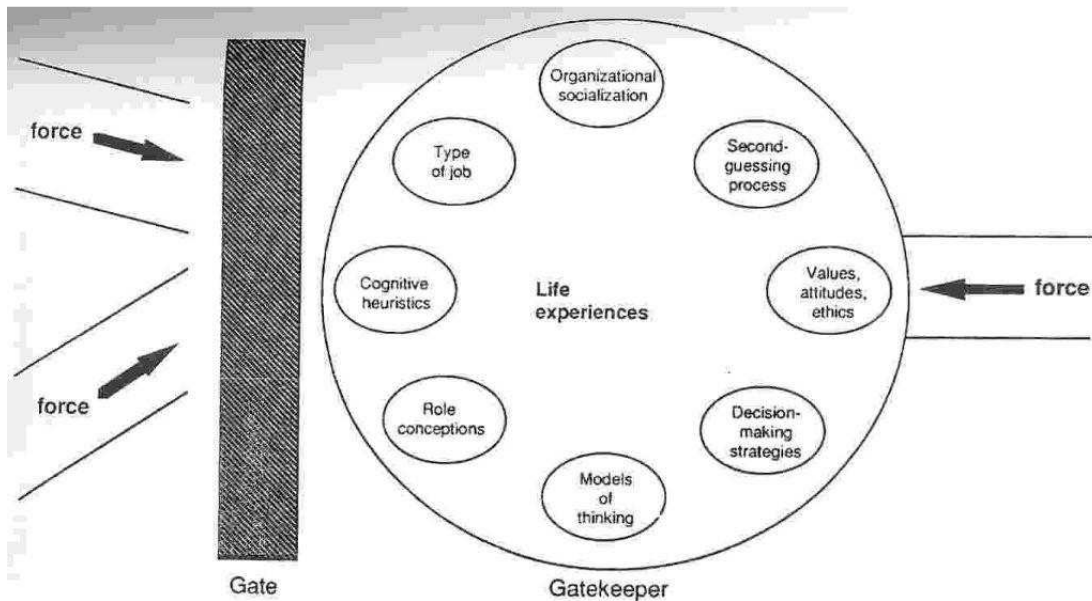 Organizational
socialization
force
Type
of job
Second-
guessing
process
Cognitive
heuristics
Life
experiences
Values,
attitudes,
ethics
force
force
Role
conceptions
Decision-
making
strategies
Models
of
thinking
Gate
Gatekeeper